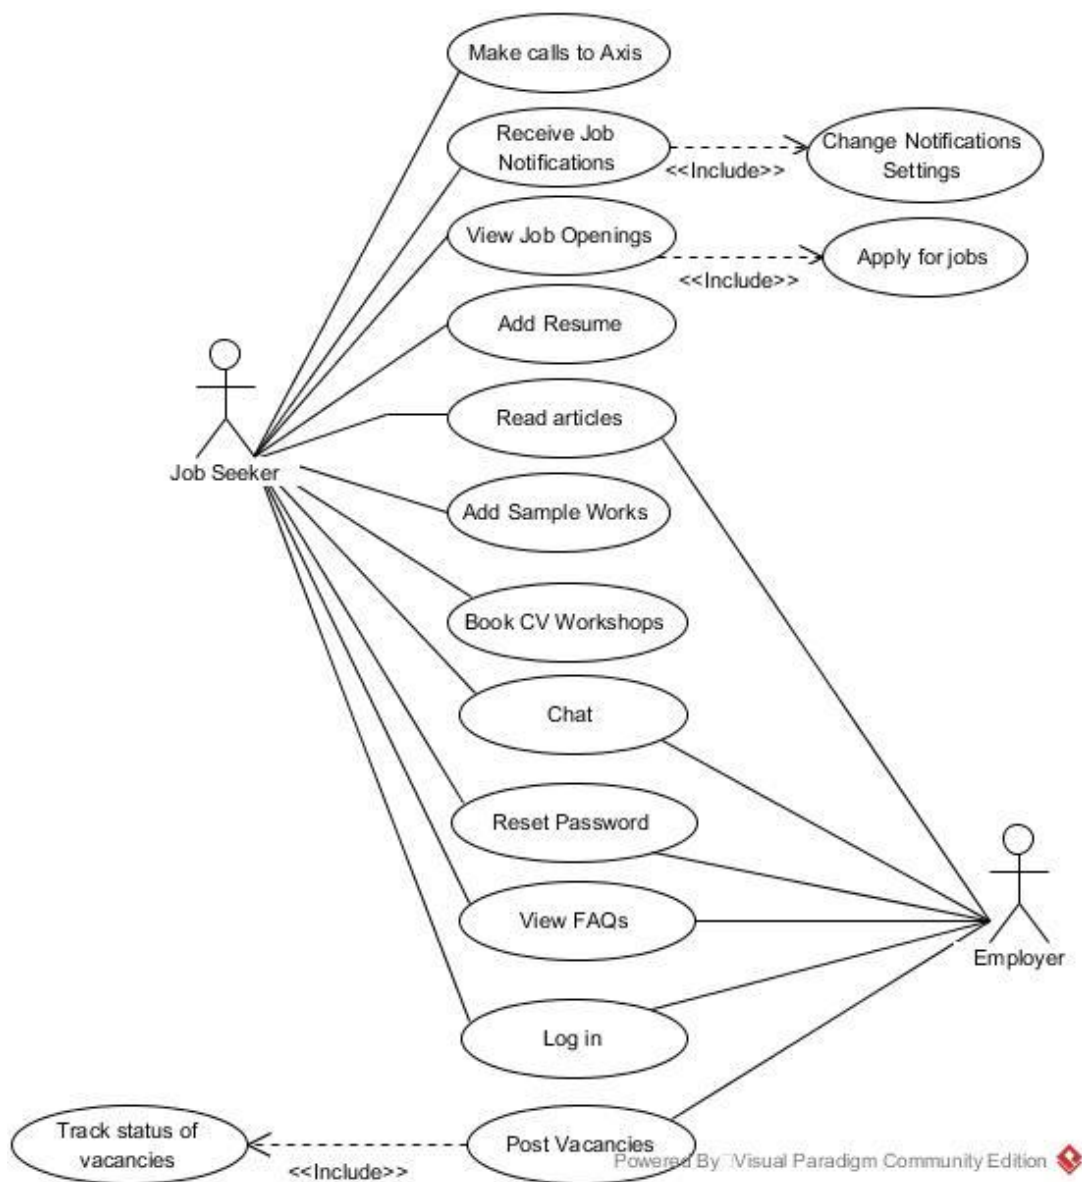 Make calls to Axis
Receive Job
Notifications
<<Include>>
Change Notifications
Settings
View Job Openings
<<Include>>
Apply for jobs
Add Resume
Read articles
Job Seeker
Add Sample Works
Book CV Workshops
Chat
Reset Password
View FAQs
Employer
Log in
Track status of
vacancies
<<Include>>
Post Vacancies
Powered By Visual Paradigm Community Edition